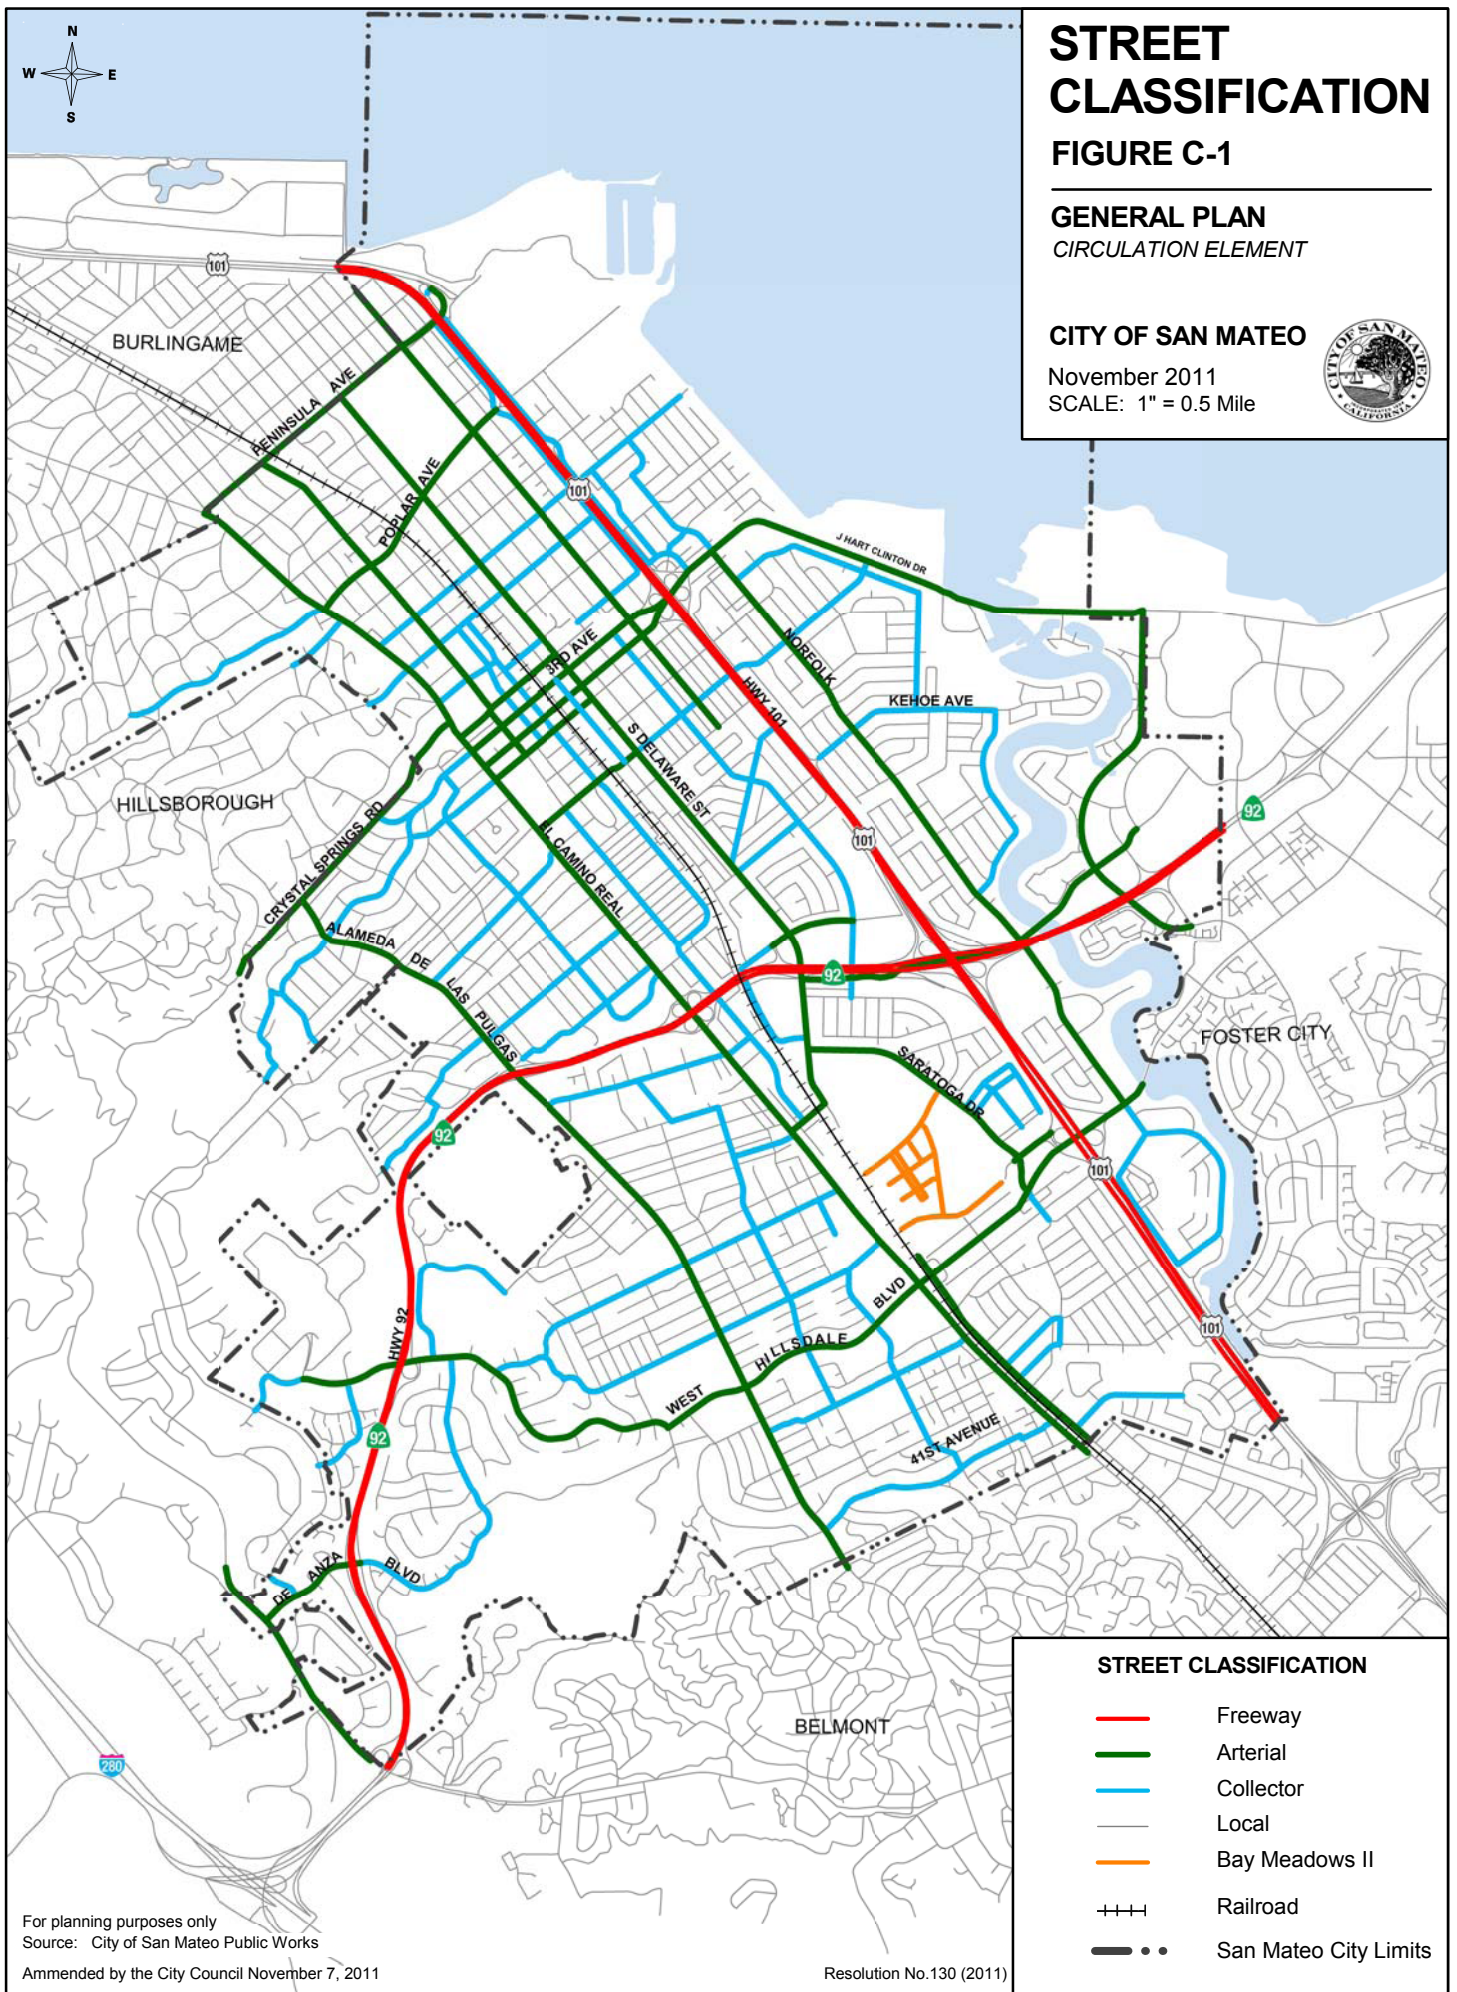 N
W E
S
STREET
CLASSIFICATION
FIGURE C-1
GENERAL PLAN
CIRCULATION ELEMENT
CITY OF SAN MATEO
November 2011
SCALE: 1" = 0.5 Mile
CITY OF SAN MATEO
CALIFORNIA
101
BURLINGAME
PENINSULA AVE
POPLAR AVE
101
J HART CLINTON DR
3RD AVE
NORFOLK
HWY 101
KEHOE AVE
S DELAWARE ST
HILLSBOROUGH
CRYSTAL SPRINGS RD
EL CAMINO REAL
101
92
ALAMEDA DE LAS PULGAS
92
FOSTER CITY
SARATOGA DR
92
101
HWY 92
WEST HILLSDALE BLVD
101
92
41ST AVENUE
DE ANZA BLVD
BELMONT
280
STREET CLASSIFICATION
Freeway
Arterial
Collector
Local
Bay Meadows II
Railroad
San Mateo City Limits
For planning purposes only
Source: City of San Mateo Public Works
Ammended by the City Council November 7, 2011
Resolution No.130 (2011)